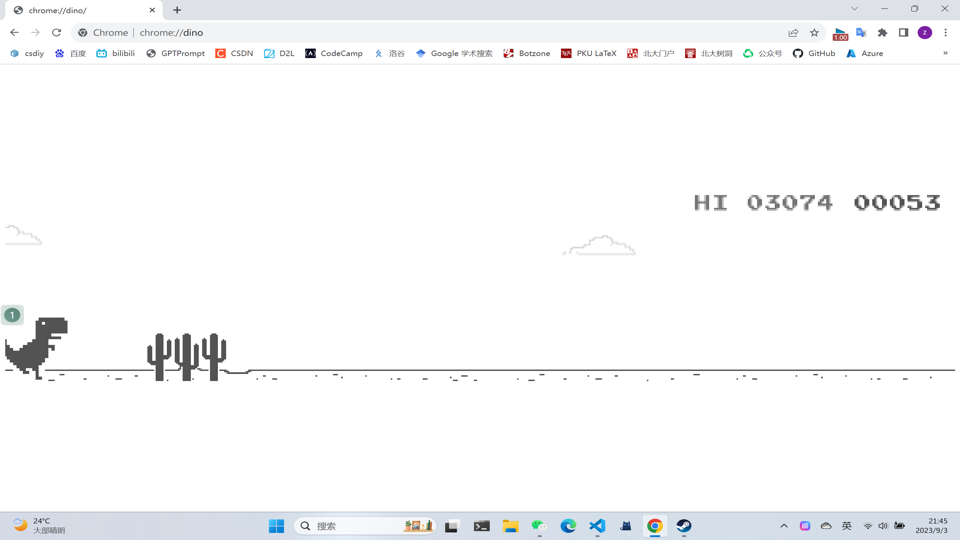 chrome://dino/
Chrome | chrome://dino
1.00
z
csdiy 百度 bilibili GPTPrompt CSDN D2L CodeCamp 洛谷 Google 学术搜索 Botzone PKU LaTeX 北大门户 北大树洞 公众号 GitHub Azure »
HI 03074 00053
1
24°C
大部晴朗
搜索
英
21:45
2023/9/3